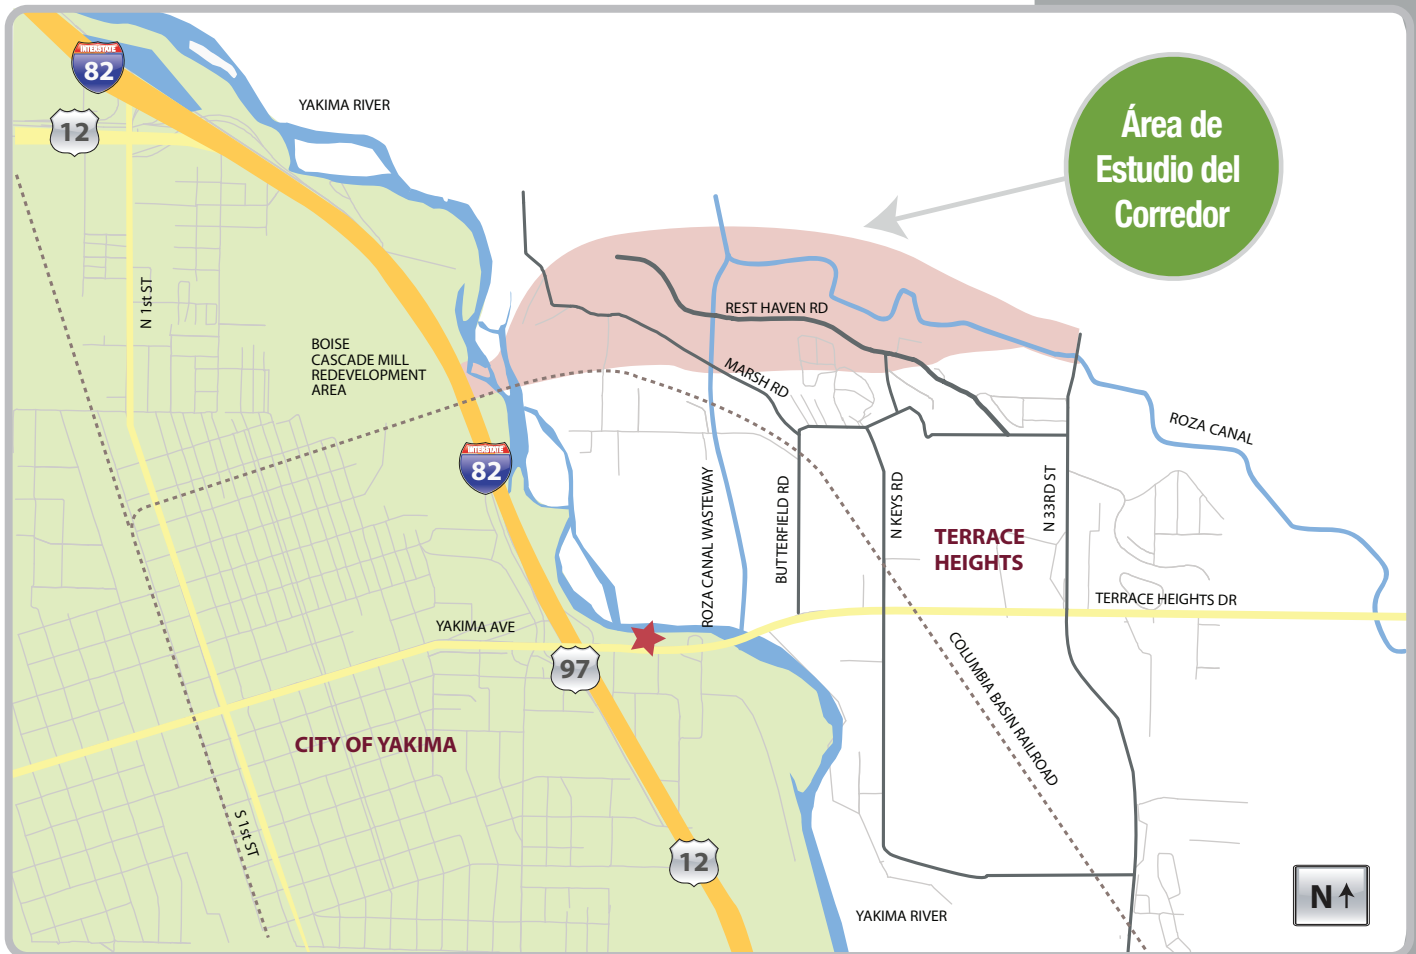 INTERSTATE
82
12
YAKIMA RIVER
Área de
Estudio del
Corredor
N 1st ST
BOISE
CASCADE MILL
REDEVELOPMENT
AREA
REST HAVEN RD
MARSH RD
ROZA CANAL
INTERSTATE
82
ROZA CANAL WASTEWAY
BUTTERFIELD RD
N KEYS RD
N 33RD ST
TERRACE
HEIGHTS
TERRACE HEIGHTS DR
YAKIMA AVE
97
COLUMBIA BASIN RAILROAD
CITY OF YAKIMA
S 1st ST
12
YAKIMA RIVER
N